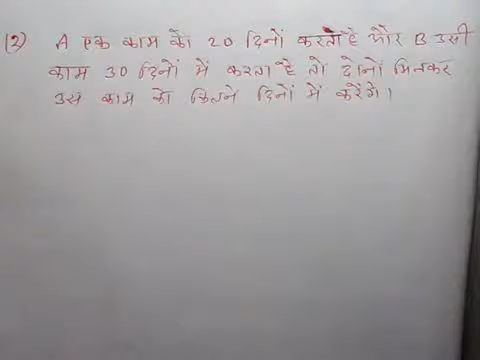 (2) A एक काम को 20 दिनों करता है और B उसी
काम 30 दिनों में करता है तो दोनों मिलकर
उस काम को कितने दिनों में करेंगे।